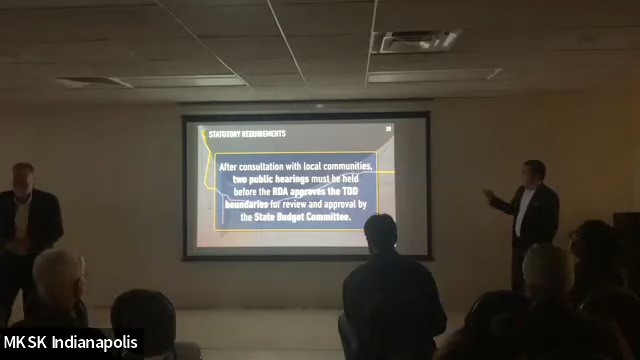 STATUTORY REQUIREMENTS
20
After consultation with local communities,
two public hearings must be held
before the RDA approves the TDD
boundaries for review and approval by
the State Budget Committee.
MKSK Indianapolis